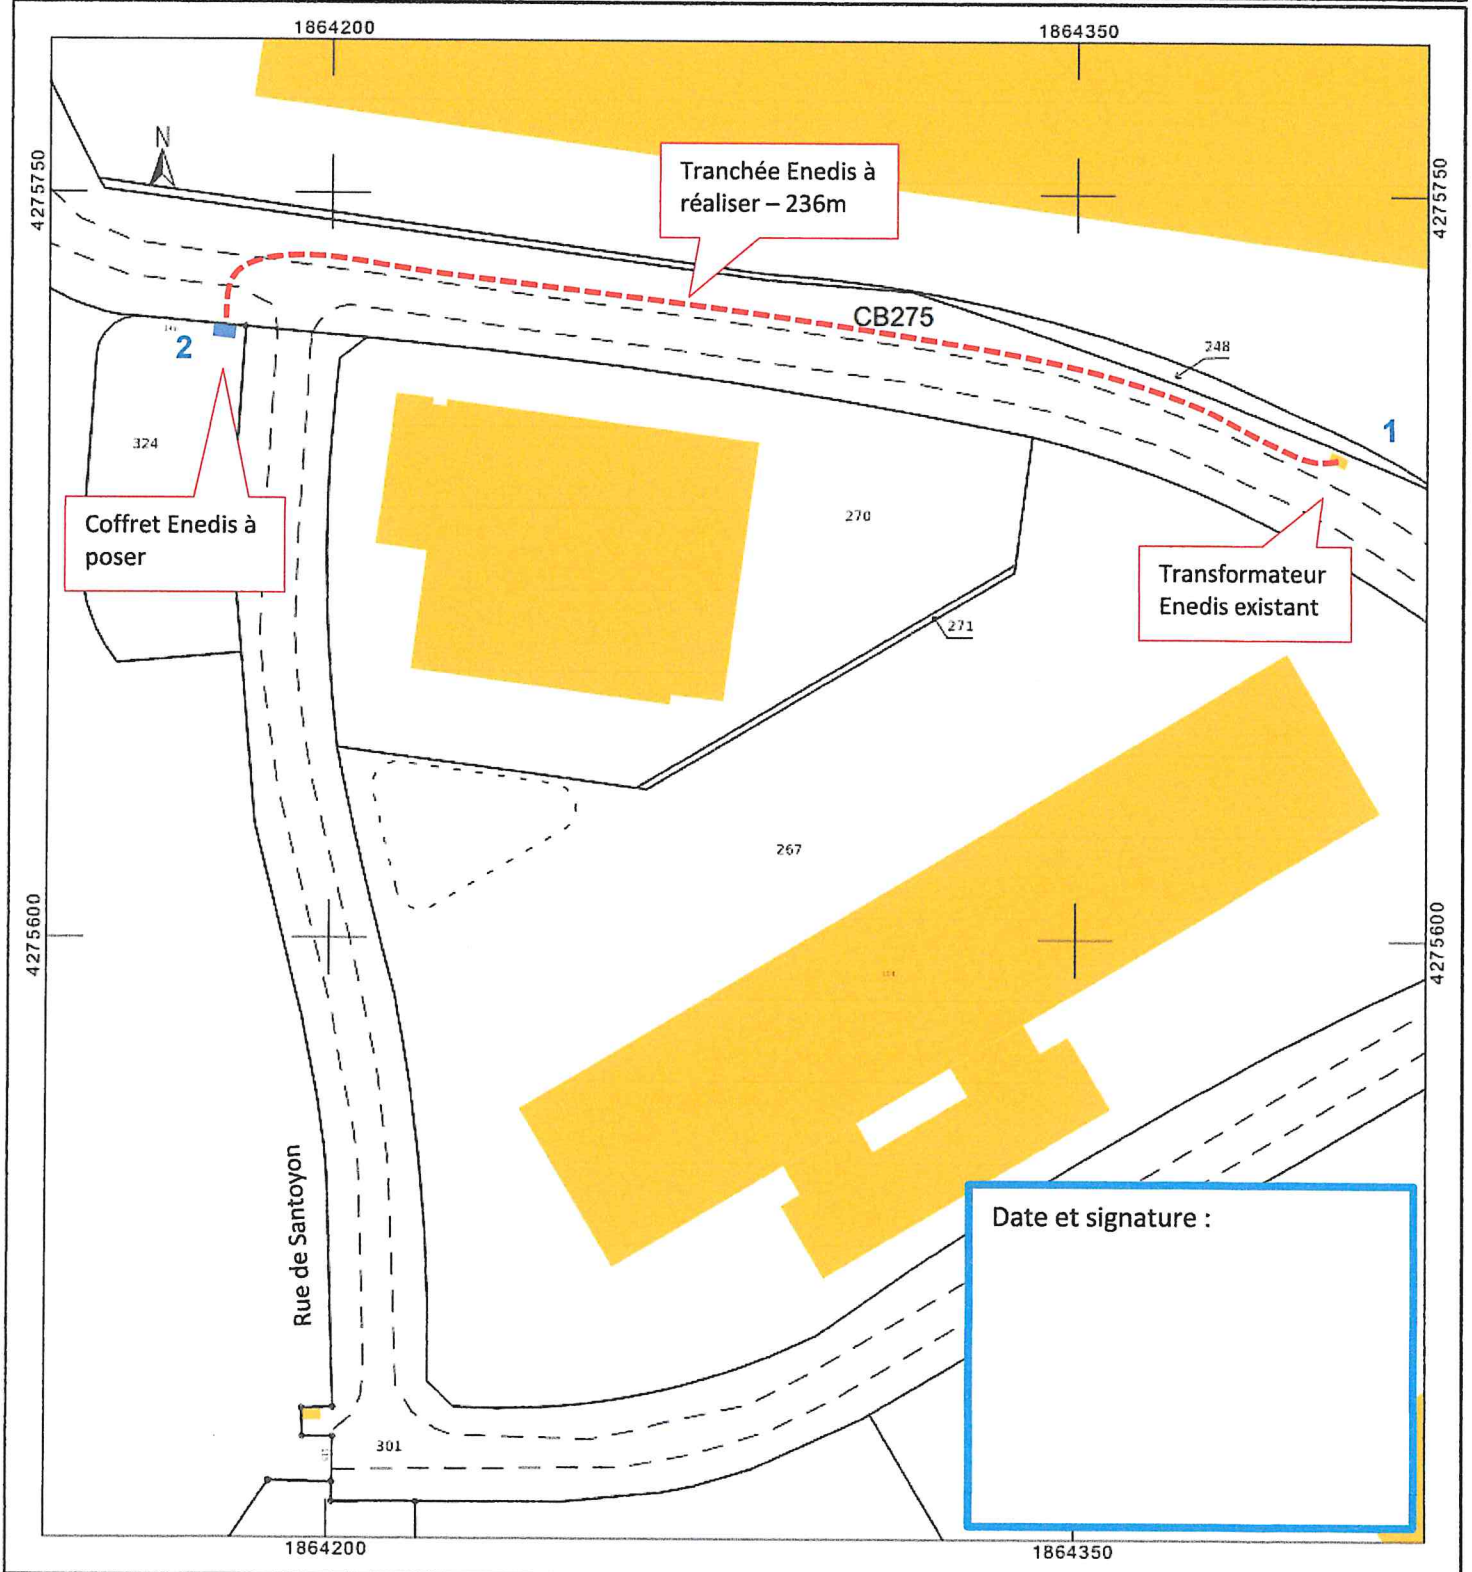 1864200
1864350
N
4275750
4275750
Tranchée Enedis à
réaliser – 236m
CB275
248
2
1
324
Coffret Enedis à
poser
270
Transformateur
Enedis existant
271
267
4275600
4275600
Rue de Santoyon
Date et signature :
301
1864200
1864350